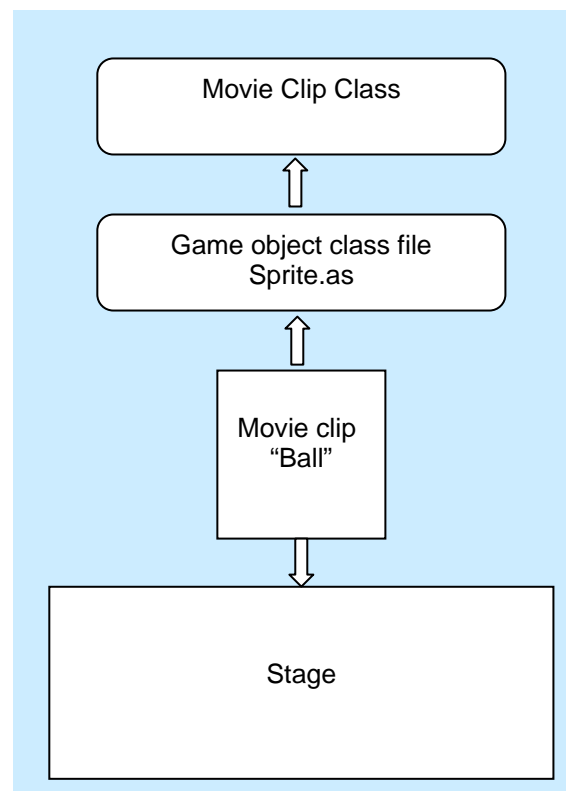 Movie Clip Class
Game object class file
Sprite.as
Movie clip
“Ball”
Stage